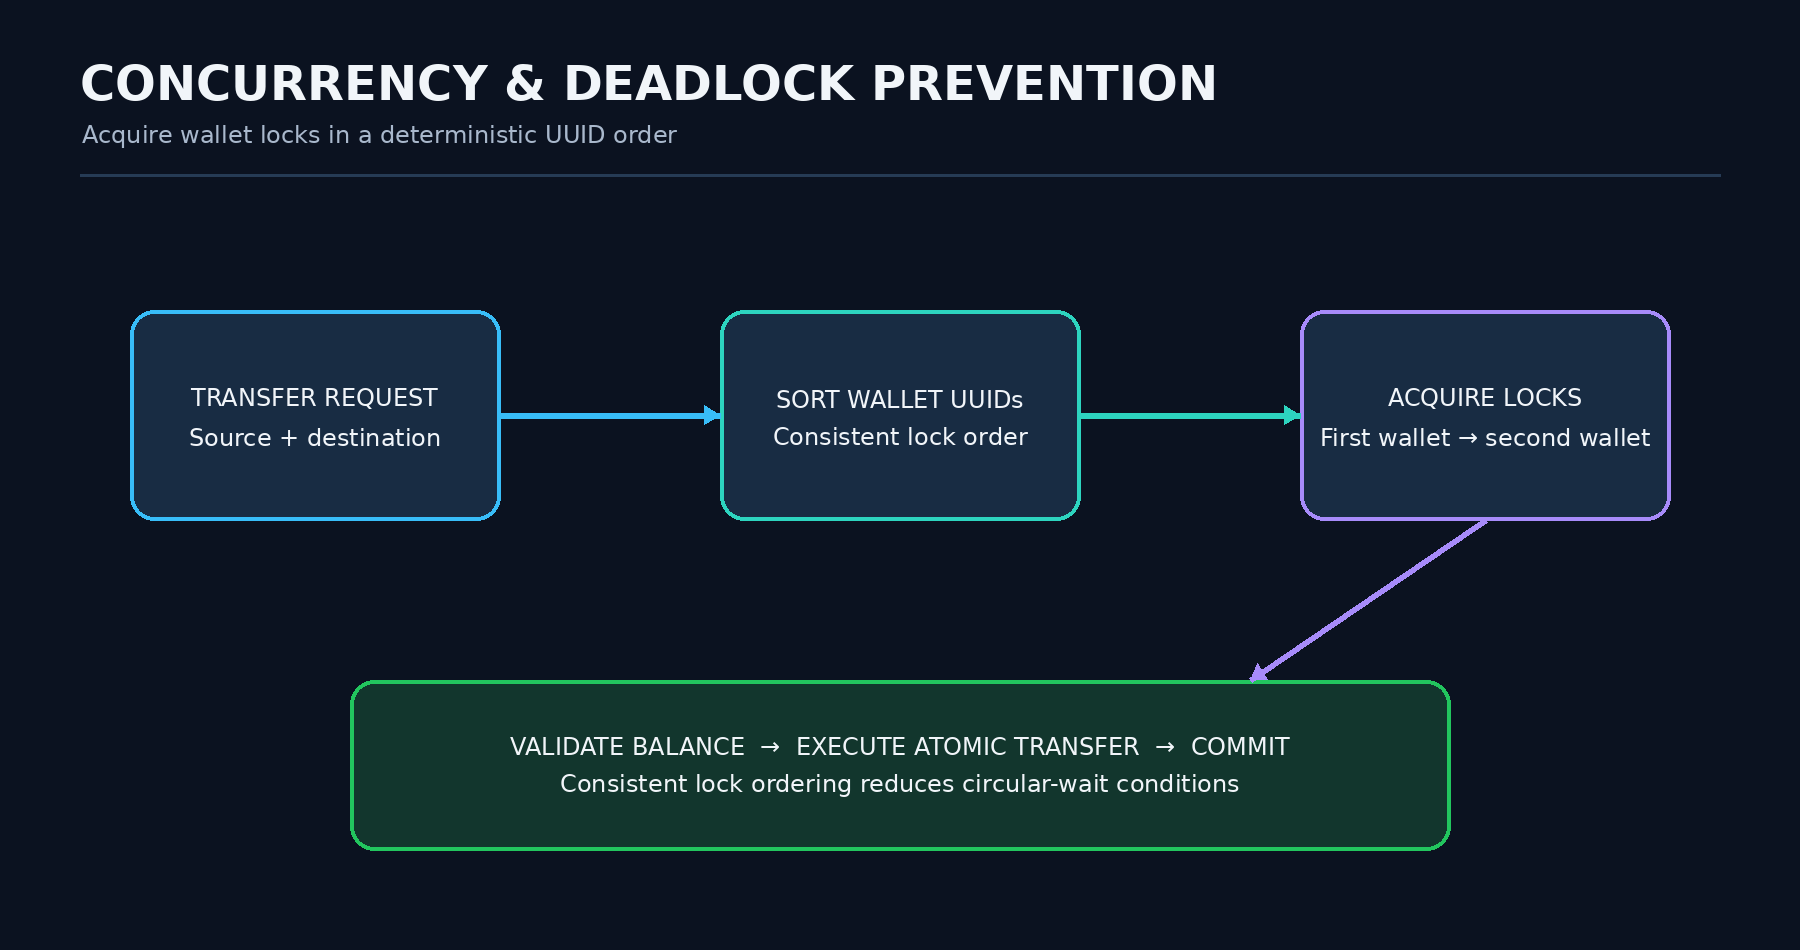 CONCURRENCY & DEADLOCK PREVENTION
Acquire wallet locks in a deterministic UUID order
TRANSFER REQUEST
Source + destination
SORT WALLET UUIDs
Consistent lock order
ACQUIRE LOCKS
First wallet → second wallet
VALIDATE BALANCE → EXECUTE ATOMIC TRANSFER → COMMIT
Consistent lock ordering reduces circular-wait conditions